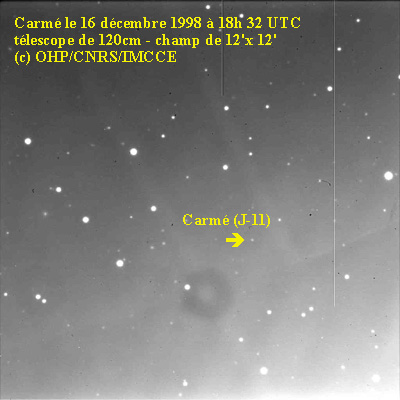 Carmé le 16 décembre 1998 à 18h 32 UTC
télescope de 120cm - champ de 12'x 12'
(c) OHP/CNRS/IMCCE
Carmé (J-11)